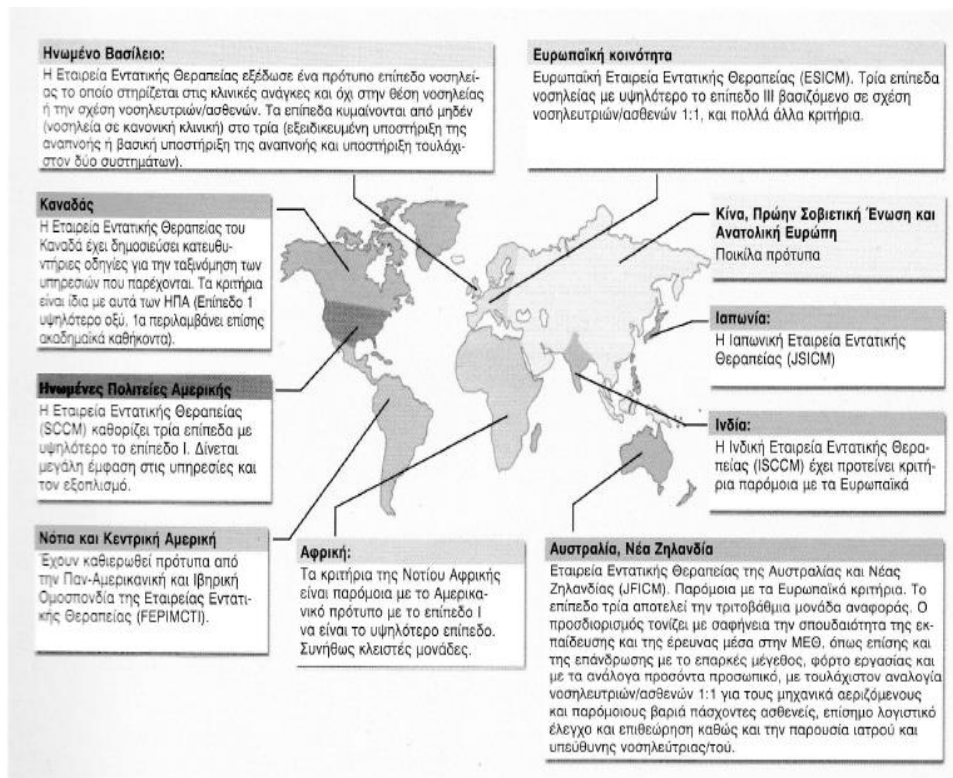 Ηνωμένο Βασίλειο:
Η Εταιρεία Εντατικής Θεραπείας εξέδωσε ένα πρότυπο επίπεδο νοσηλεί-
ας το οποίο στηρίζεται στις κλινικές ανάγκες και όχι στην θέση νοσηλείας
ή την σχέση νοσηλευτριών/ασθενών. Τα επίπεδα κυμαίνονται από μηδέν
(νοσηλεία σε κανονική κλινική) στο τρία (εξειδικευμένη υποστήριξη της
αναπνοής ή βασική υποστήριξη της αναπνοής και υποστήριξη τουλάχι-
στον δύο συστημάτων).
Ευρωπαϊκή κοινότητα
Ευρωπαϊκή Εταιρεία Εντατικής Θεραπείας (ESICM). Τρία επίπεδα
νοσηλείας με υψηλότερο το επίπεδο III βασιζόμενο σε σχέση
νοσηλευτριών/ασθενών 1:1, και πολλά άλλα κριτήρια.
Καναδάς
Η Εταιρεία Εντατικής Θεραπείας του
Καναδά έχει δημοσιεύσει κατευθυ-
ντήριες οδηγίες για την ταξινόμηση των
υπηρεσιών που παρέχονται. Τα κριτήρια
είναι ίδια με αυτά των ΗΠΑ (Επίπεδο 1
υψηλότερο οξύ, 1α περιλαμβάνει επίσης
ακαδημαϊκά καθήκοντα).
Κίνα, Πρώην Σοβιετική Ένωση και
Ανατολική Ευρώπη
Ποικίλα πρότυπα
Ιαπωνία:
Η Ιαπωνική Εταιρεία Εντατικής
Θεραπείας (JSICM)
Ηνωμένες Πολιτείες Αμερικής
Η Εταιρεία Εντατικής Θεραπείας
(SCCM) καθορίζει τρία επίπεδα με
υψηλότερο το επίπεδο I. Δίνεται
μεγάλη έμφαση στις υπηρεσίες και
τον εξοπλισμό.
Ινδία:
Η Ινδική Εταιρεία Εντατικής Θερα-
πείας (ISCCM) έχει προτείνει κριτή-
ρια παρόμοια με τα Ευρωπαϊκά
Νότια και Κεντρική Αμερική
Έχουν καθιερωθεί πρότυπα από
την Παν-Αμερικανική και Ιβηρική
Ομοσπονδία της Εταιρείας Εντατι-
κής Θεραπείας (FEPIMCTI).
Αφρική:
Τα κριτήρια της Νοτίου Αφρικής
είναι παρόμοια με το Αμερικα-
νικό πρότυπο με το επίπεδο I
να είναι το υψηλότερο επίπεδο.
Συνήθως κλειστές μονάδες.
Αυστραλία, Νέα Ζηλανδία
Εταιρεία Εντατικής Θεραπείας της Αυστραλίας και Νέας
Ζηλανδίας (JFICM). Παρόμοια με τα Ευρωπαϊκά κριτήρια. Το
επίπεδο τρία αποτελεί την τριτοβάθμια μονάδα αναφοράς. Ο
προσδιορισμός τονίζει με σαφήνεια την σπουδαιότητα της εκ-
παίδευσης και της έρευνας μέσα στην ΜΕΘ, όπως επίσης και
της επάνδρωσης με το επαρκές μέγεθος, φόρτο εργασίας και
με τα ανάλογα προσόντα προσωπικό, με τουλάχιστον αναλογία
νοσηλευτριών/ασθενών 1:1 για τους μηχανικά αεριζόμενους
και παρόμοιους βαριά πάσχοντες ασθενείς, επίσημο λογιστικό
έλεγχο και επιθεώρηση καθώς και την παρουσία ιατρού και
υπεύθυνης νοσηλεύτριας/τού.